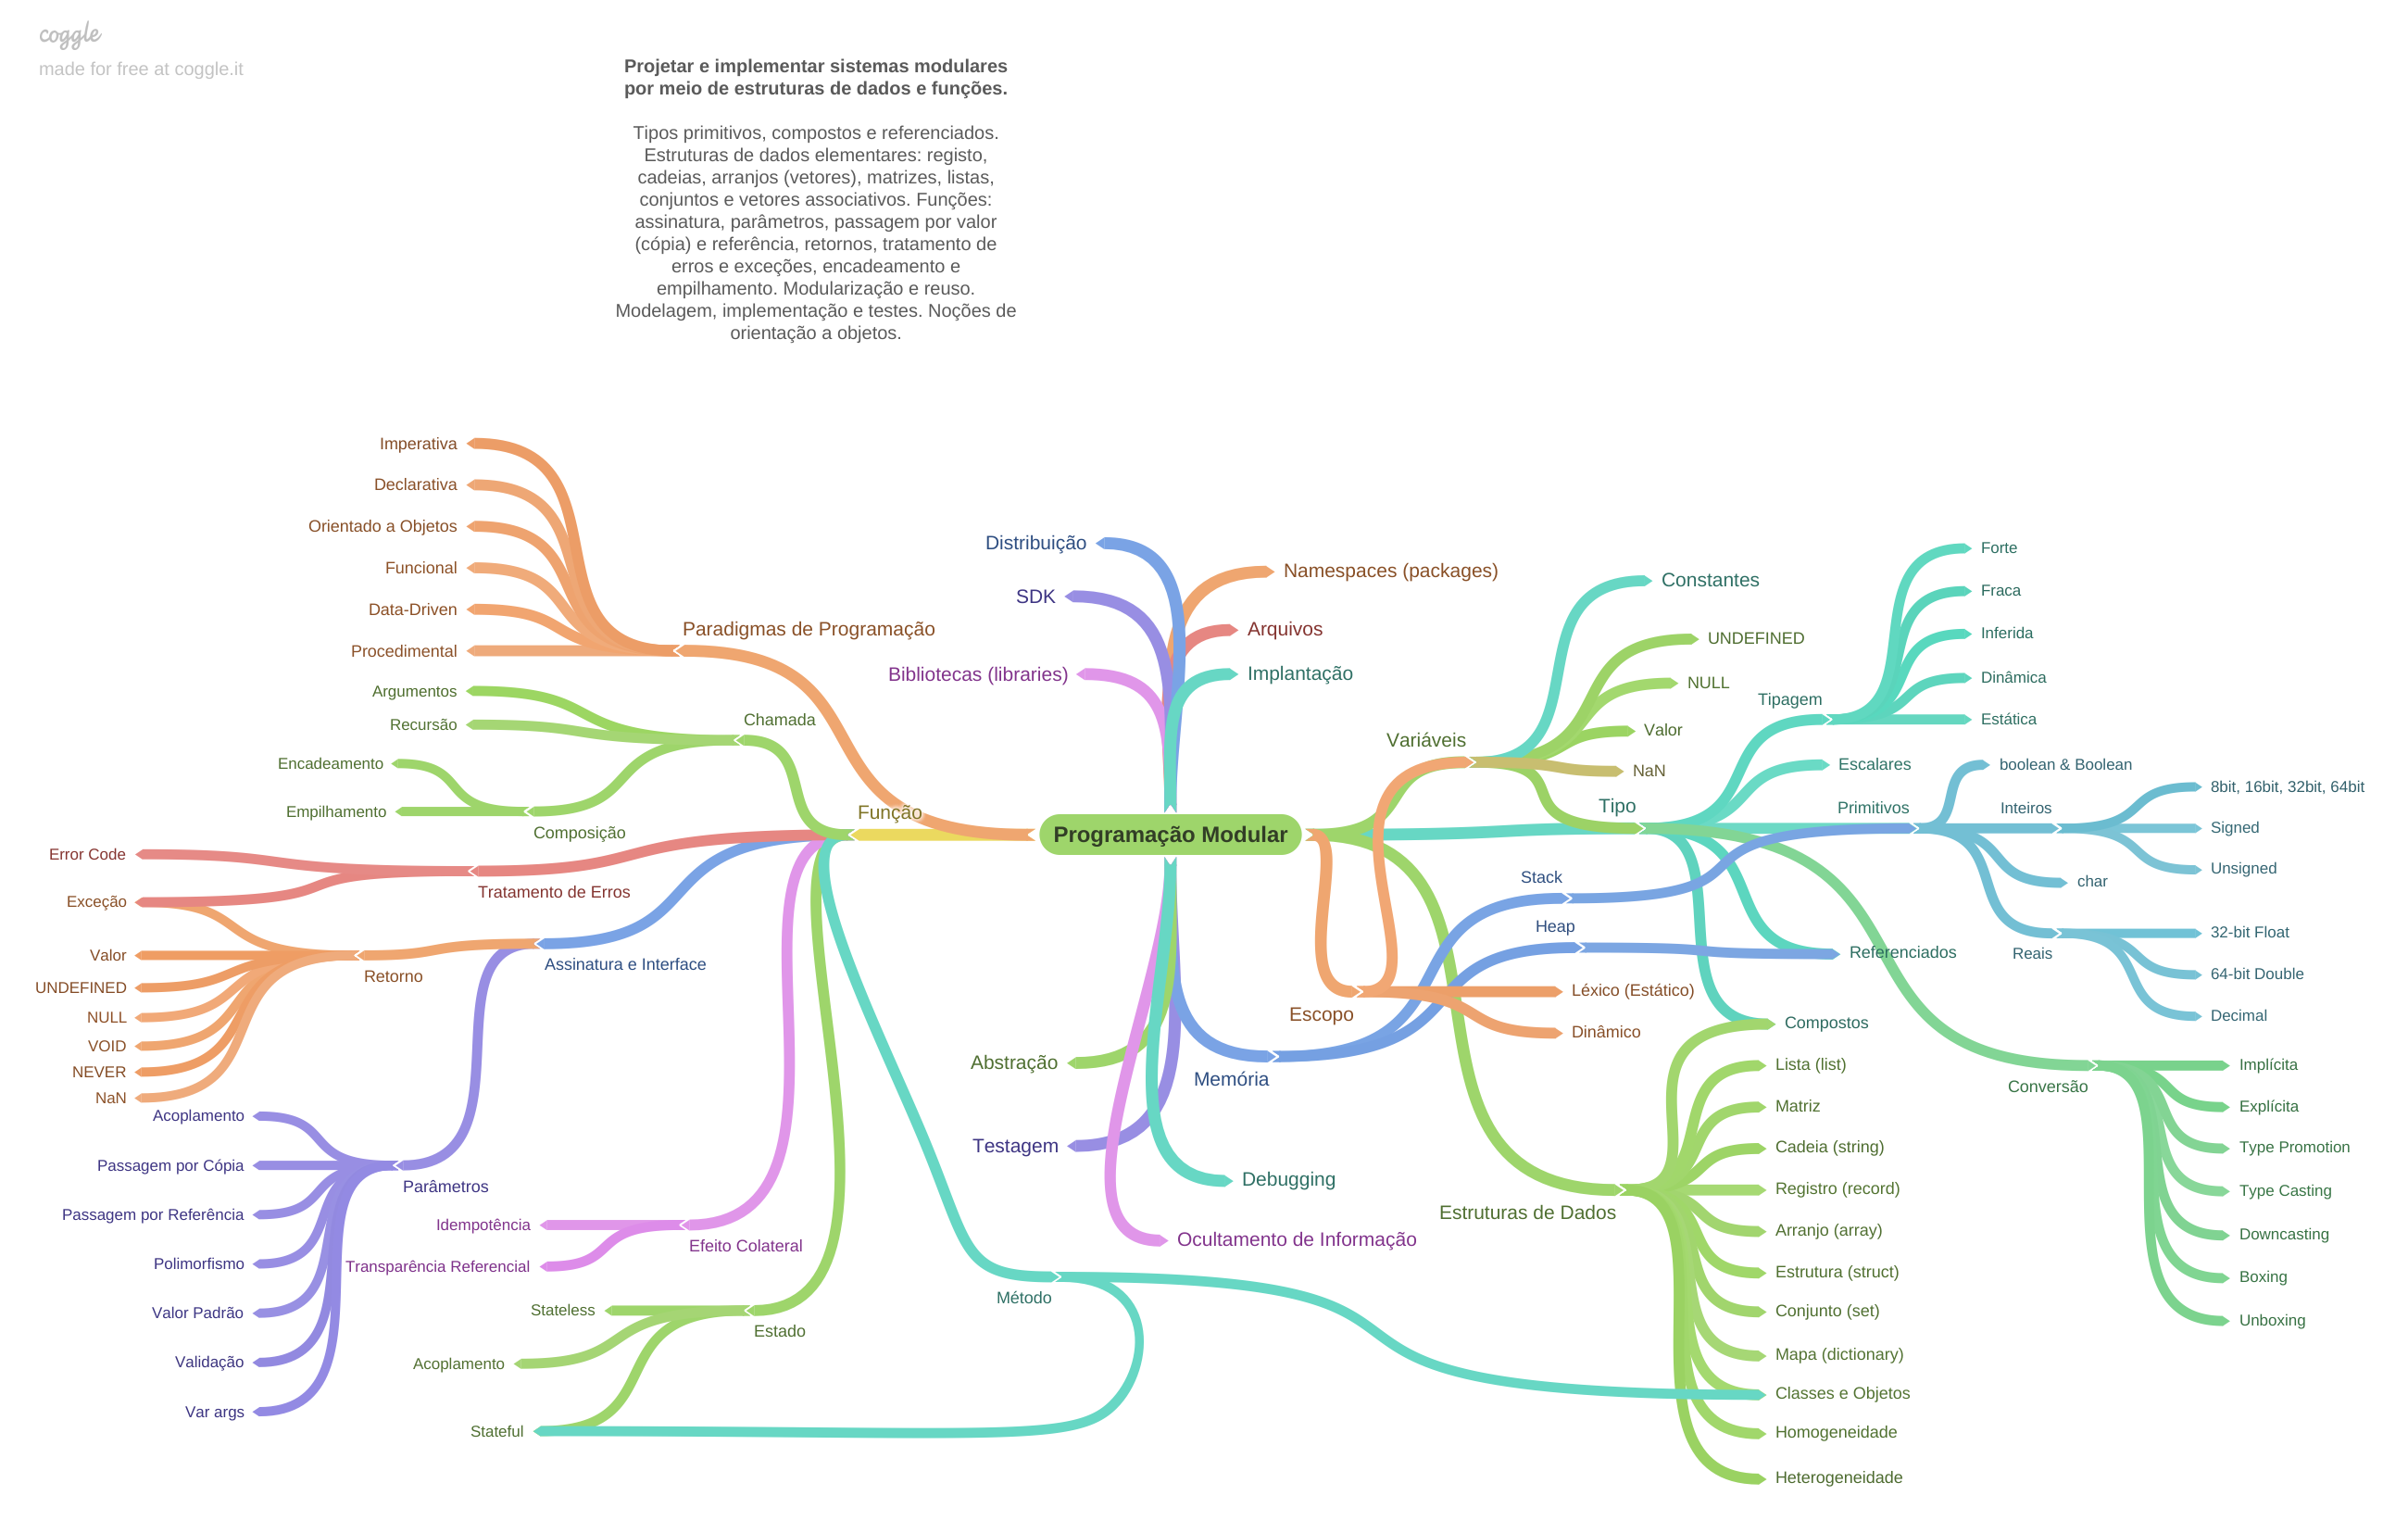 coggle
made for free at coggle.it
Projetar e implementar sistemas modulares
por meio de estruturas de dados e funções.
Tipos primitivos, compostos e referenciados.
Estruturas de dados elementares: registo,
cadeias, arranjos (vetores), matrizes, listas,
conjuntos e vetores associativos. Funções:
assinatura, parâmetros, passagem por valor
(cópia) e referência, retornos, tratamento de
erros e exceções, encadeamento e
empilhamento. Modularização e reuso.
Modelagem, implementação e testes. Noções de
orientação a objetos.
Programação Modular
Paradigmas de Programação
Imperativa
Declarativa
Orientado a Objetos
Funcional
Data-Driven
Procedimental
Função
Chamada
Argumentos
Recursão
Composição
Encadeamento
Empilhamento
Tratamento de Erros
Error Code
Exceção
Assinatura e Interface
Retorno
Valor
UNDEFINED
NULL
VOID
NEVER
NaN
Parâmetros
Acoplamento
Passagem por Cópia
Passagem por Referência
Polimorfismo
Valor Padrão
Validação
Var args
Efeito Colateral
Idempotência
Transparência Referencial
Estado
Stateless
Acoplamento
Stateful
Método
Distribuição
SDK
Bibliotecas (libraries)
Namespaces (packages)
Arquivos
Implantação
Abstração
Testagem
Memória
Debugging
Ocultamento de Informação
Stack
Heap
Escopo
Léxico (Estático)
Dinâmico
Variáveis
Constantes
UNDEFINED
NULL
Valor
NaN
Tipo
Tipagem
Forte
Fraca
Inferida
Dinâmica
Estática
Escalares
Primitivos
boolean & Boolean
Inteiros
8bit, 16bit, 32bit, 64bit
Signed
Unsigned
char
Reais
32-bit Float
64-bit Double
Decimal
Referenciados
Compostos
Conversão
Implícita
Explícita
Type Promotion
Type Casting
Downcasting
Boxing
Unboxing
Estruturas de Dados
Lista (list)
Matriz
Cadeia (string)
Registro (record)
Arranjo (array)
Estrutura (struct)
Conjunto (set)
Mapa (dictionary)
Classes e Objetos
Homogeneidade
Heterogeneidade